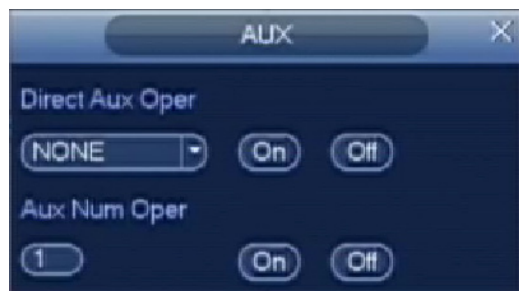 AUX
Direct Aux Oper
NONE On Off
Aux Num Oper
1 On Off